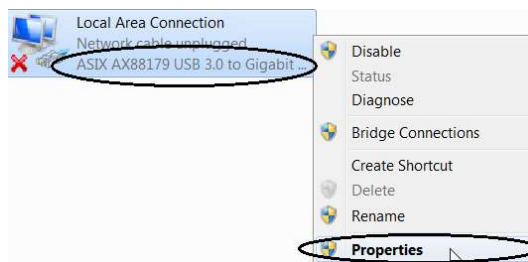 Local Area Connection
Network cable unplugged
ASIX AX88179 USB 3.0 to Gigabit ...
Disable
Status
Diagnose
Bridge Connections
Create Shortcut
Delete
Rename
Properties